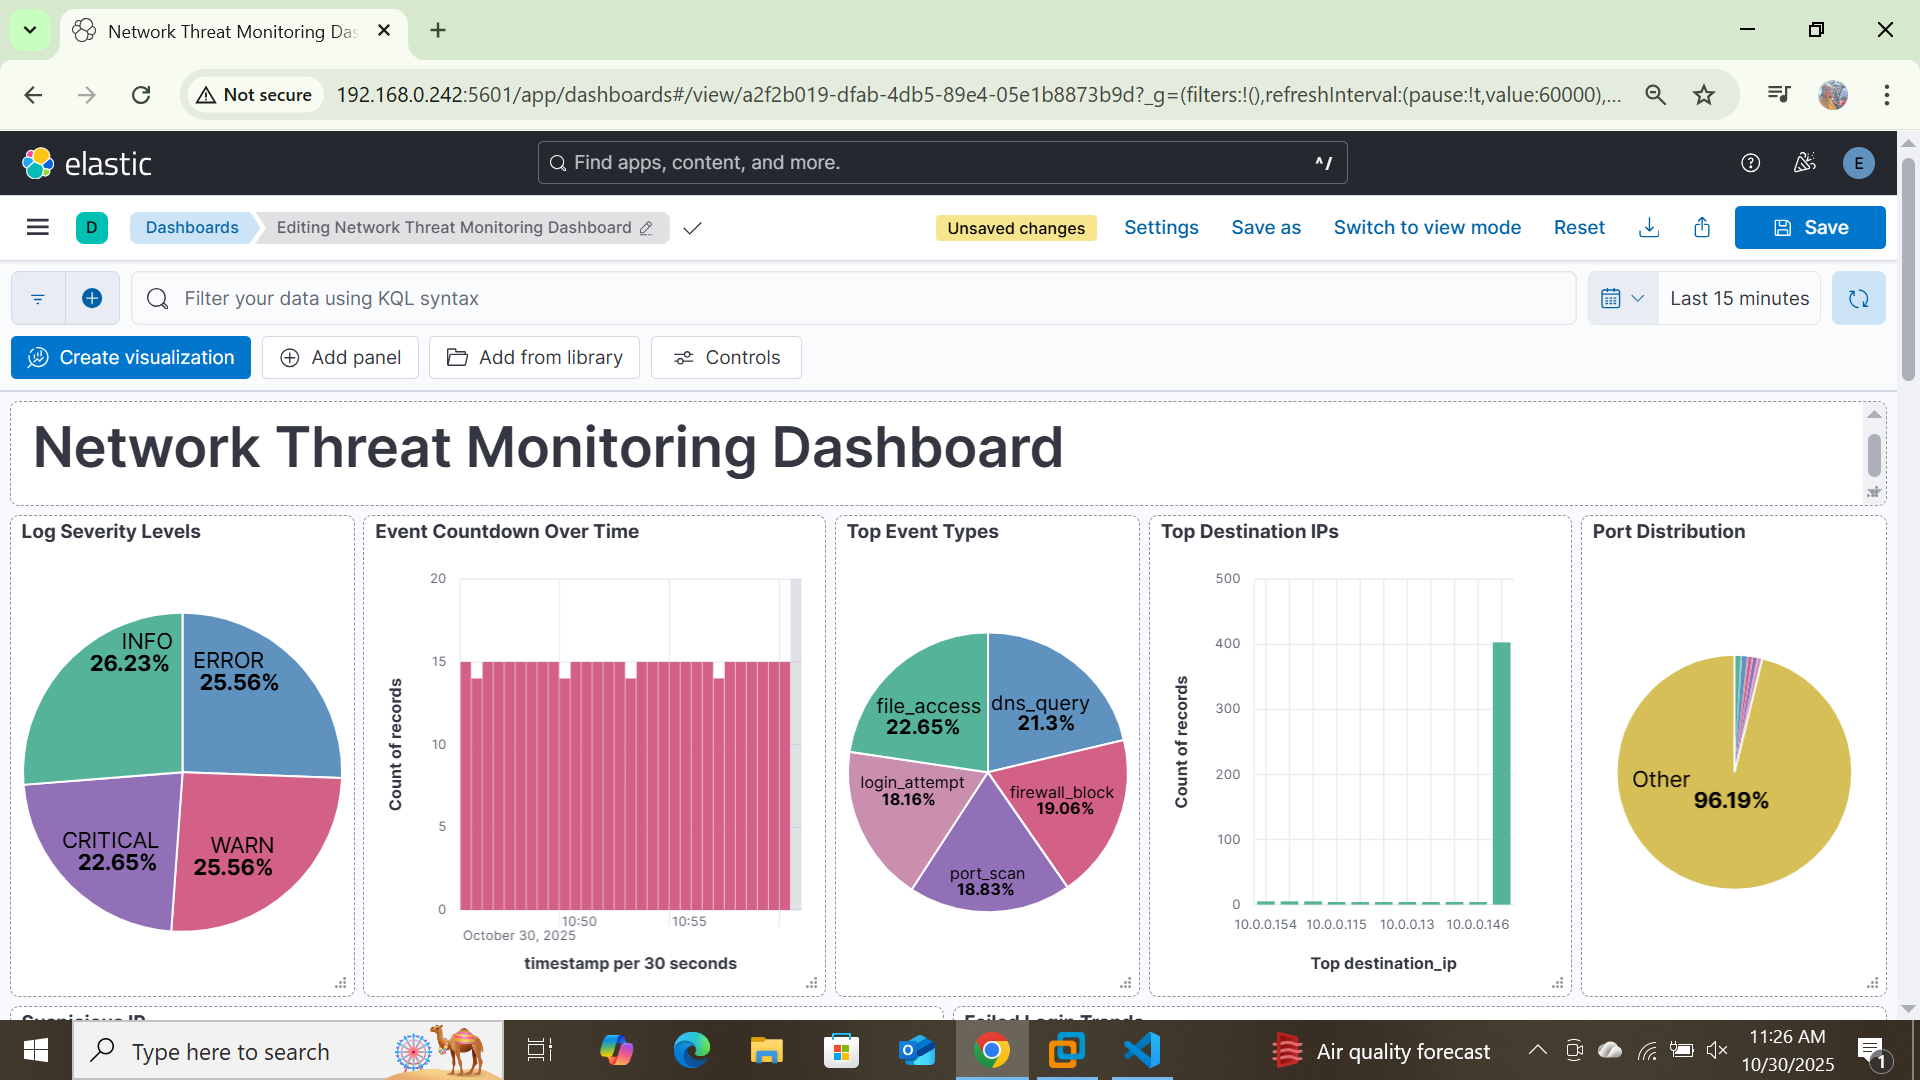 Network Threat Monitoring Das
Not secure
192.168.0.242:5601/app/dashboards#/view/a2f2b019-dfab-4db5-89e4-05e1b8873b9d?_g=(filters:!(),refreshInterval:(pause:!t,value:60000),...
elastic
Find apps, content, and more.
^/
E
D
Dashboards
Editing Network Threat Monitoring Dashboard
Unsaved changes
Settings
Save as
Switch to view mode
Reset
Save
Filter your data using KQL syntax
Last 15 minutes
Create visualization
Add panel
Add from library
Controls
Network Threat Monitoring Dashboard
Log Severity Levels
INFO
26.23%
ERROR
25.56%
CRITICAL
22.65%
WARN
25.56%
Event Countdown Over Time
20
15
10
5
0
Count of records
10:50
10:55
October 30, 2025
timestamp per 30 seconds
Top Event Types
file_access
22.65%
dns_query
21.3%
login_attempt
18.16%
firewall_block
19.06%
port_scan
18.83%
Top Destination IPs
500
400
300
200
100
0
Count of records
10.0.0.154
10.0.0.115
10.0.0.13
10.0.0.146
Top destination_ip
Port Distribution
Other
96.19%
Suspicious IP
Failed Login Trends
Type here to search
Air quality forecast
11:26 AM
10/30/2025
1